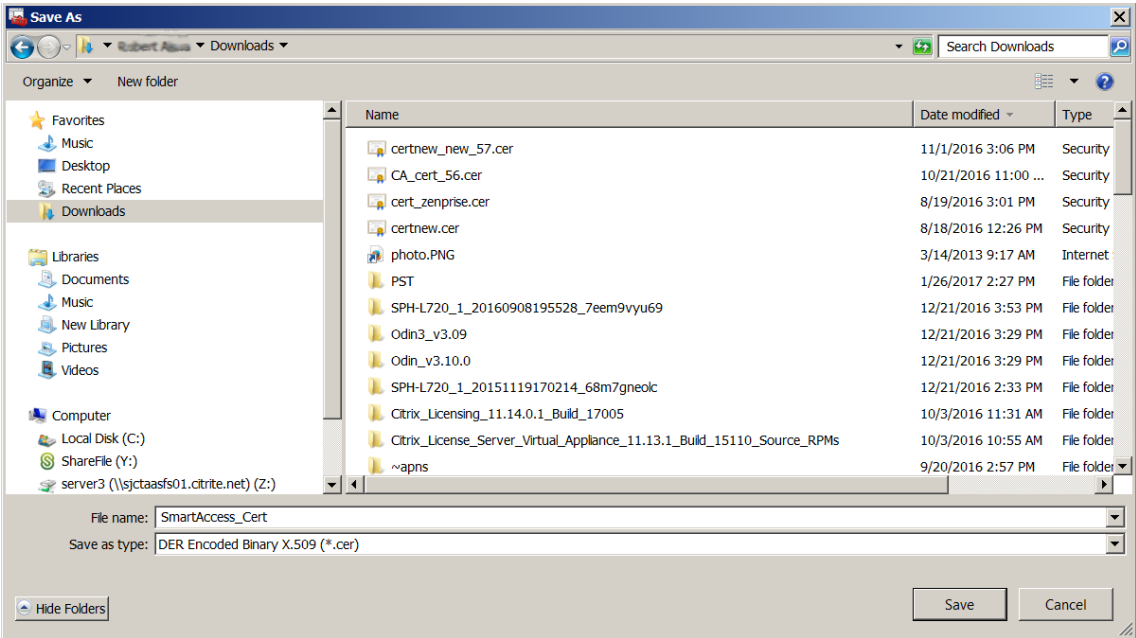 Save As
Downloads
Search Downloads
Organize
New folder
Favorites
Music
Desktop
Recent Places
Downloads
Libraries
Documents
Music
New Library
Pictures
Videos
Computer
Local Disk (C:)
ShareFile (Y:)
server3 (\\sjctaasfs01.citrite.net) (Z:)
Name Date modified Type
certnew_new_57.cer 11/1/2016 3:06 PM Security
CA_cert_56.cer 10/21/2016 11:00 ... Security
cert_zenprise.cer 8/19/2016 3:01 PM Security
certnew.cer 8/18/2016 12:26 PM Security
photo.PNG 3/14/2013 9:17 AM Internet
PST 1/26/2017 2:27 PM File folder
SPH-L720_1_20160908195528_7eem9vyu69 12/21/2016 3:53 PM File folder
Odin3_v3.09 12/21/2016 3:29 PM File folder
Odin_v3.10.0 12/21/2016 3:29 PM File folder
SPH-L720_1_20151119170214_68m7gneolc 12/21/2016 2:33 PM File folder
Citrix_Licensing_11.14.0.1_Build_17005 10/3/2016 11:31 AM File folder
Citrix_License_Server_Virtual_Appliance_11.13.1_Build_15110_Source_RPMs 10/3/2016 10:55 AM File folder
~apns 9/20/2016 2:57 PM File folder
File name: SmartAccess_Cert
Save as type: DER Encoded Binary X.509 (*.cer)
Hide Folders
Save
Cancel